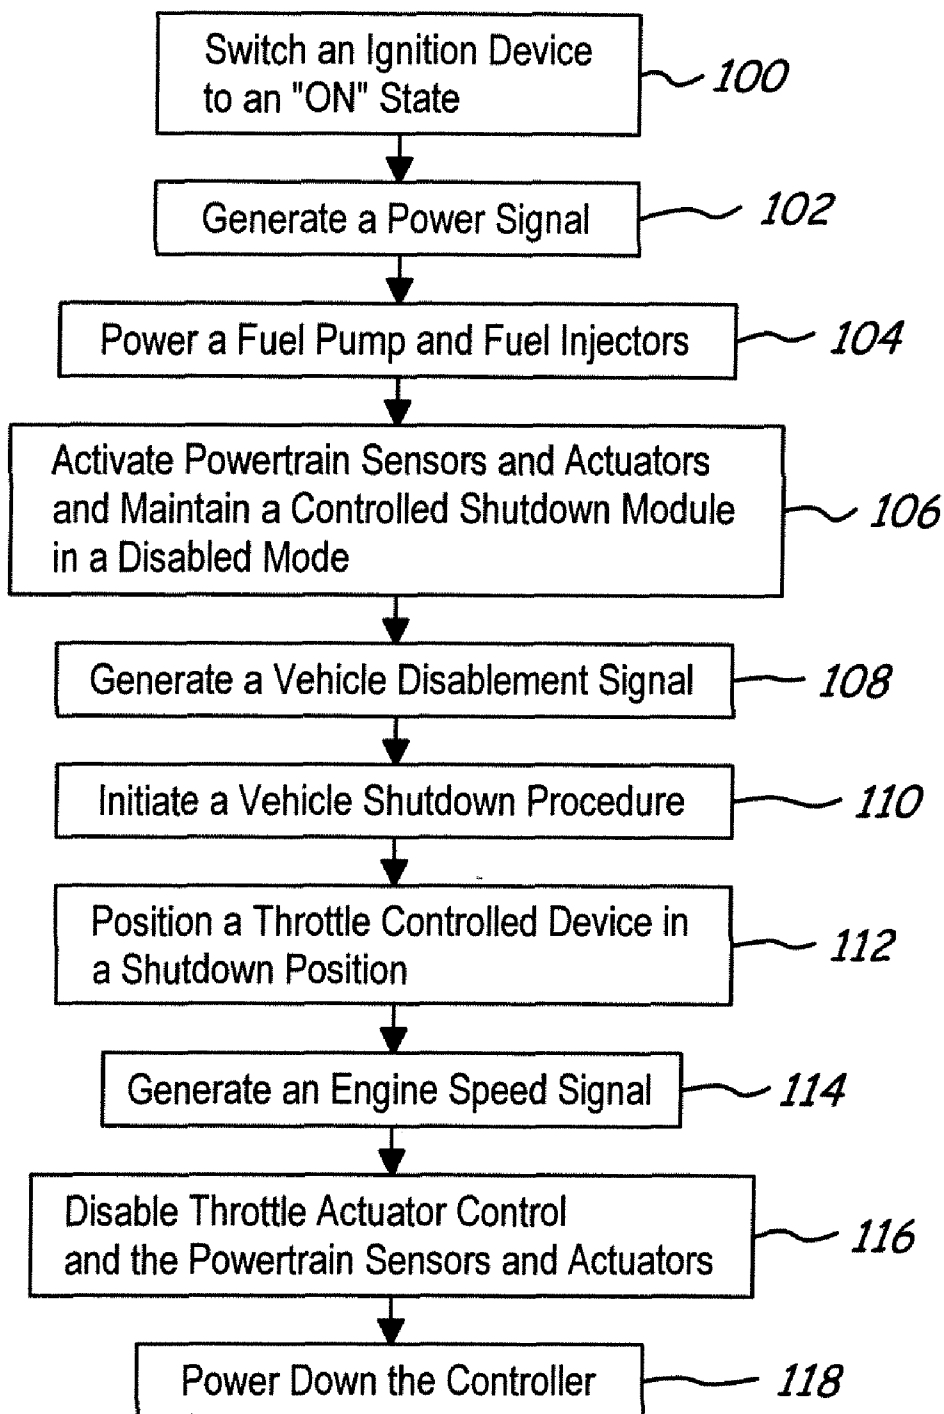 Switch an Ignition Device
to an "ON" State
100
Generate a Power Signal
102
Power a Fuel Pump and Fuel Injectors
104
Activate Powertrain Sensors and Actuators
and Maintain a Controlled Shutdown Module
in a Disabled Mode
106
Generate a Vehicle Disablement Signal
108
Initiate a Vehicle Shutdown Procedure
110
Position a Throttle Controlled Device in
a Shutdown Position
112
Generate an Engine Speed Signal
114
Disable Throttle Actuator Control
and the Powertrain Sensors and Actuators
116
Power Down the Controller
118